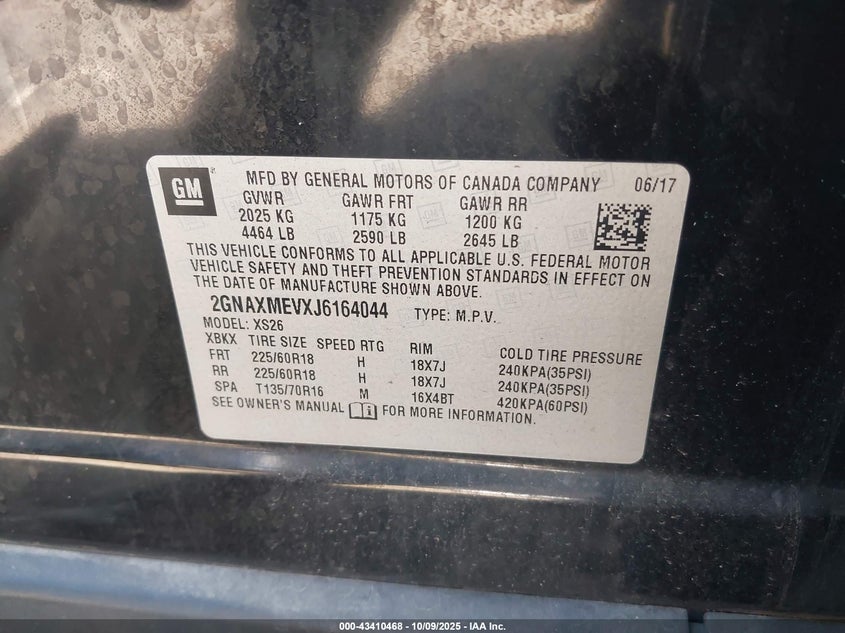 GM
MFD BY GENERAL MOTORS OF CANADA COMPANY 06/17
GVWR GAWR FRT GAWR RR
2025 KG 1175 KG 1200 KG
4464 LB 2590 LB 2645 LB
THIS VEHICLE CONFORMS TO ALL APPLICABLE U.S. FEDERAL MOTOR
VEHICLE SAFETY AND THEFT PREVENTION STANDARDS IN EFFECT ON
THE DATE OF MANUFACTURE SHOWN ABOVE.
2GNAXMEVXJ6164044 TYPE: M.P.V.
MODEL: XS26
XBKX TIRE SIZE SPEED RTG RIM COLD TIRE PRESSURE
FRT 225/60R18 H 18X7J 240KPA(35PSI)
RR 225/60R18 H 18X7J 240KPA(35PSI)
SPA T135/70R16 M 16X4BT 420KPA(60PSI)
SEE OWNER'S MANUAL FOR MORE INFORMATION.
000-43410468 - 10/09/2025 - IAA Inc.